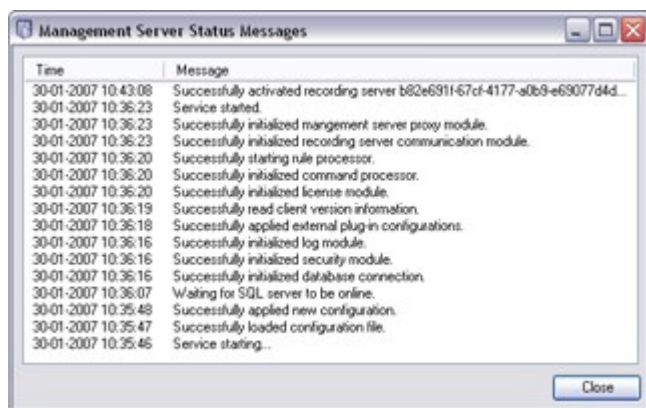 Management Server Status Messages
Time Message
30-01-2007 10:43:08 Successfully activated recording server b82e691f-67cf-4177-a0b9-e69077d4d...
30-01-2007 10:36:23 Service started.
30-01-2007 10:36:23 Successfully initialized mangement server proxy module.
30-01-2007 10:36:23 Successfully initialized recording server communication module.
30-01-2007 10:36:20 Successfully starting rule processor.
30-01-2007 10:36:20 Successfully initialized command processor.
30-01-2007 10:36:20 Successfully initialized license module.
30-01-2007 10:36:19 Successfully read client version information.
30-01-2007 10:36:18 Successfully applied external plug-in configurations.
30-01-2007 10:36:16 Successfully initialized log module.
30-01-2007 10:36:16 Successfully initialized security module.
30-01-2007 10:36:16 Successfully initialized database connection.
30-01-2007 10:36:07 Waiting for SQL server to be online.
30-01-2007 10:35:48 Successfully applied new configuration.
30-01-2007 10:35:47 Successfully loaded configuration file.
30-01-2007 10:35:46 Service starting...
Close